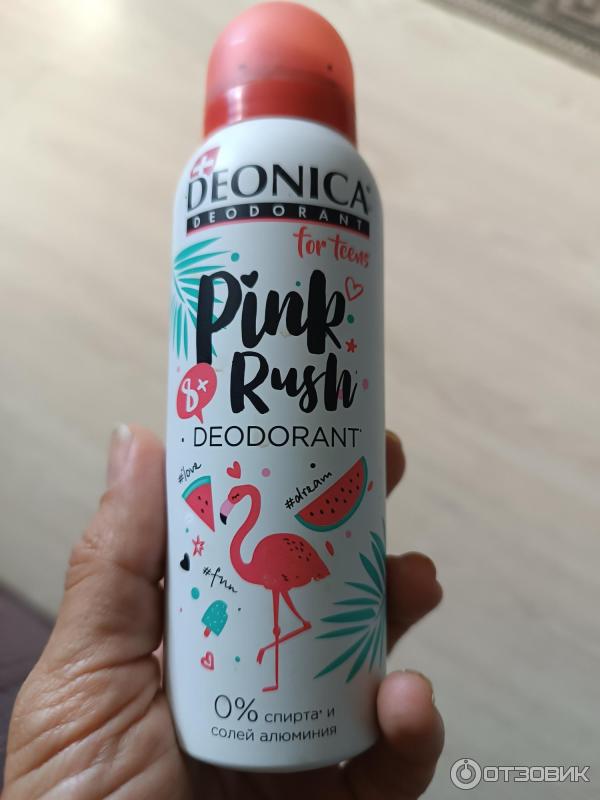 DEONICA
DEODORANT
for teens
Pink
8+
Rush
DEODORANT
#love
#dream
#fun
0% спирта* и
солей алюминия
ОТЗОВИК